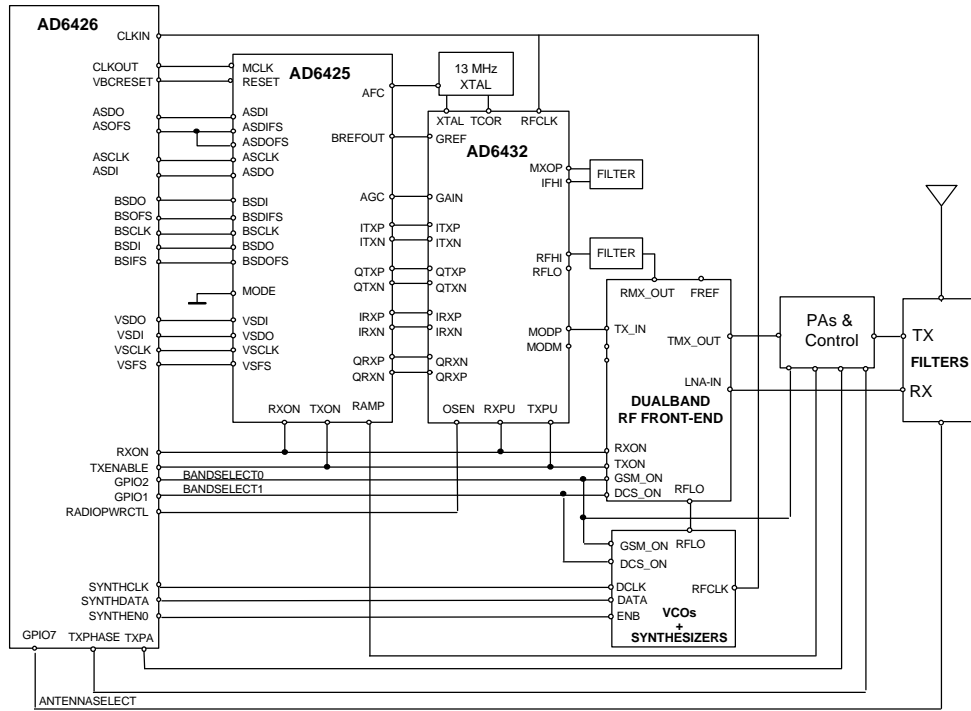 AD6426
CLKIN
CLKOUT
VBCRESET
ASDO
ASOFS
ASCLK
ASDI
BSDO
BSOFS
BSCLK
BSDI
BSIFS
VSDO
VSDI
VSCLK
VSFS
RXON
TXENABLE
GPIO2
GPIO1
RADIOPWRCTL
SYNTHCLK
SYNTHDATA
SYNTHEN0
GPIO7
TXPHASE
TXPA
ANTENNASELECT
BANDSELECT0
BANDSELECT1
AD6425
MCLK
RESET
ASDI
ASDIFS
ASDOFS
ASCLK
ASDO
BSDI
BSDIFS
BSCLK
BSDO
BSDOFS
MODE
VSDI
VSDO
VSCLK
VSFS
RXON
TXON
RAMP
AFC
BREFOUT
AGC
ITXP
ITXN
QTXP
QTXN
IRXP
IRXN
QRXP
QRXN
13 MHz
XTAL
XTAL
TCOR
RFCLK
GREF
AD6432
GAIN
ITXP
ITXN
QTXP
QTXN
IRXP
IRXN
QRXN
QRXP
OSEN
RXPU
TXPU
MXOP
IFHI
RFHI
RFLO
MODP
MODM
FILTER
FILTER
RMX_OUT
FREF
TX_IN
TMX_OUT
LNA-IN
DUALBAND
RF FRONT-END
RXON
TXON
GSM_ON
DCS_ON
RFLO
GSM_ON
RFLO
DCS_ON
DCLK
RFCLK
DATA
ENB
VCOs
+
SYNTHESIZERS
PAs &
Control
TX
FILTERS
RX